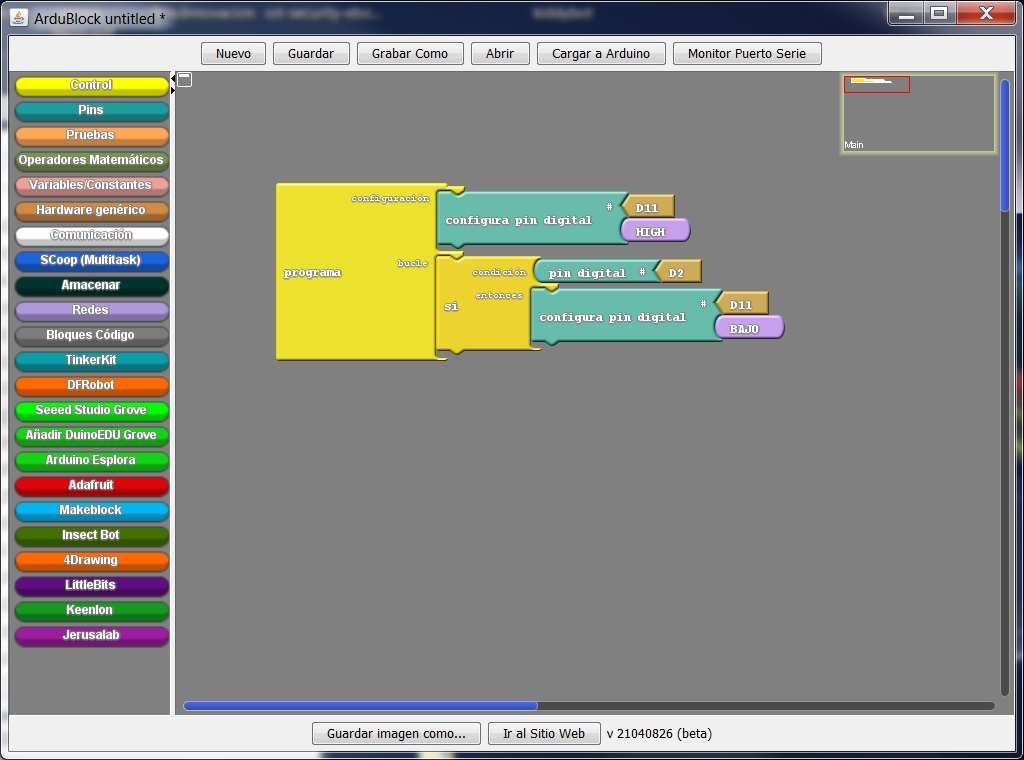 ArduBlock untitled *
Nuevo Guardar Grabar Como Abrir Cargar a Arduino Monitor Puerto Serie
Control
Pins
Pruebas
Operadores Matemáticos
Variables/Constantes
Hardware genérico
Comunicación
SCoop (Multitask)
Amacenar
Redes
Bloques Código
TinkerKit
DFRobot
Seeed Studio Grove
Añadir DuinoEDU Grove
Arduino Esplora
Adafruit
Makeblock
Insect Bot
4Drawing
LittleBits
Keenlon
Jerusalab
Main
programa
configuración
configura pin digital # D11
HIGH
bucle
si
condición
pin digital # D2
entonces
configura pin digital # D11
BAJO
Guardar imagen como... Ir al Sitio Web v 21040826 (beta)